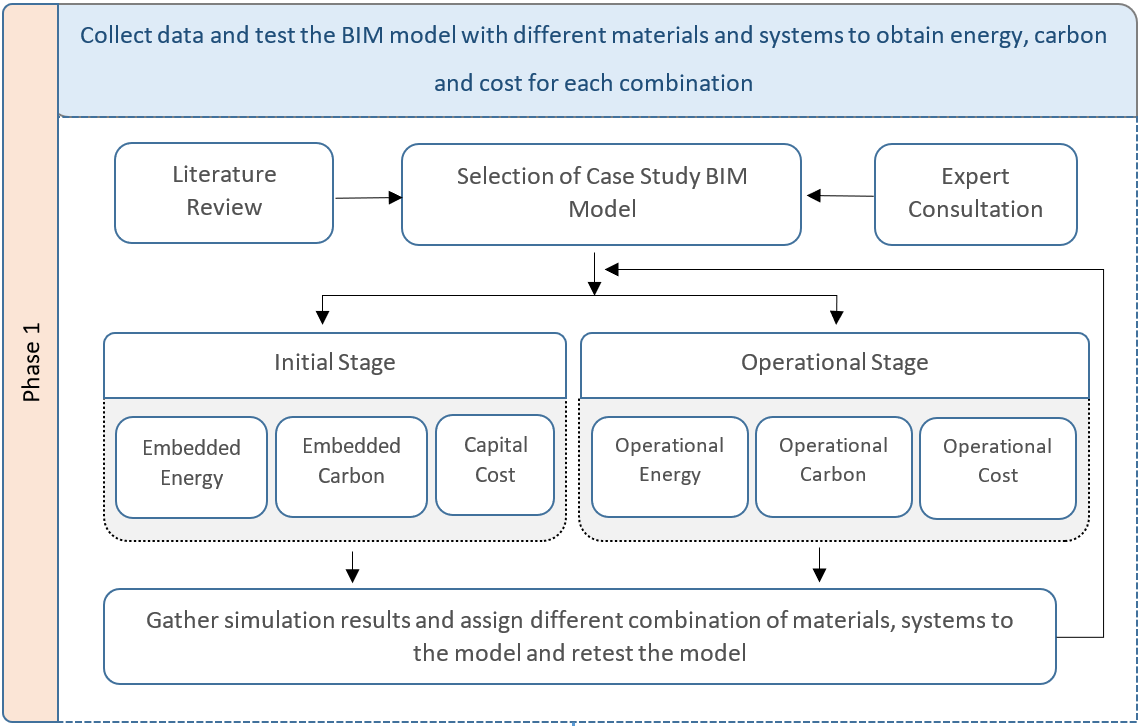 Collect data and test the BIM model with different materials and systems to obtain energy, carbon
and cost for each combination
Phase 1
Literature
Review
Selection of Case Study BIM
Model
Expert
Consultation
Initial Stage
Operational Stage
Embedded
Energy
Embedded
Carbon
Capital
Cost
Operational
Energy
Operational
Carbon
Operational
Cost
Gather simulation results and assign different combination of materials, systems to
the model and retest the model